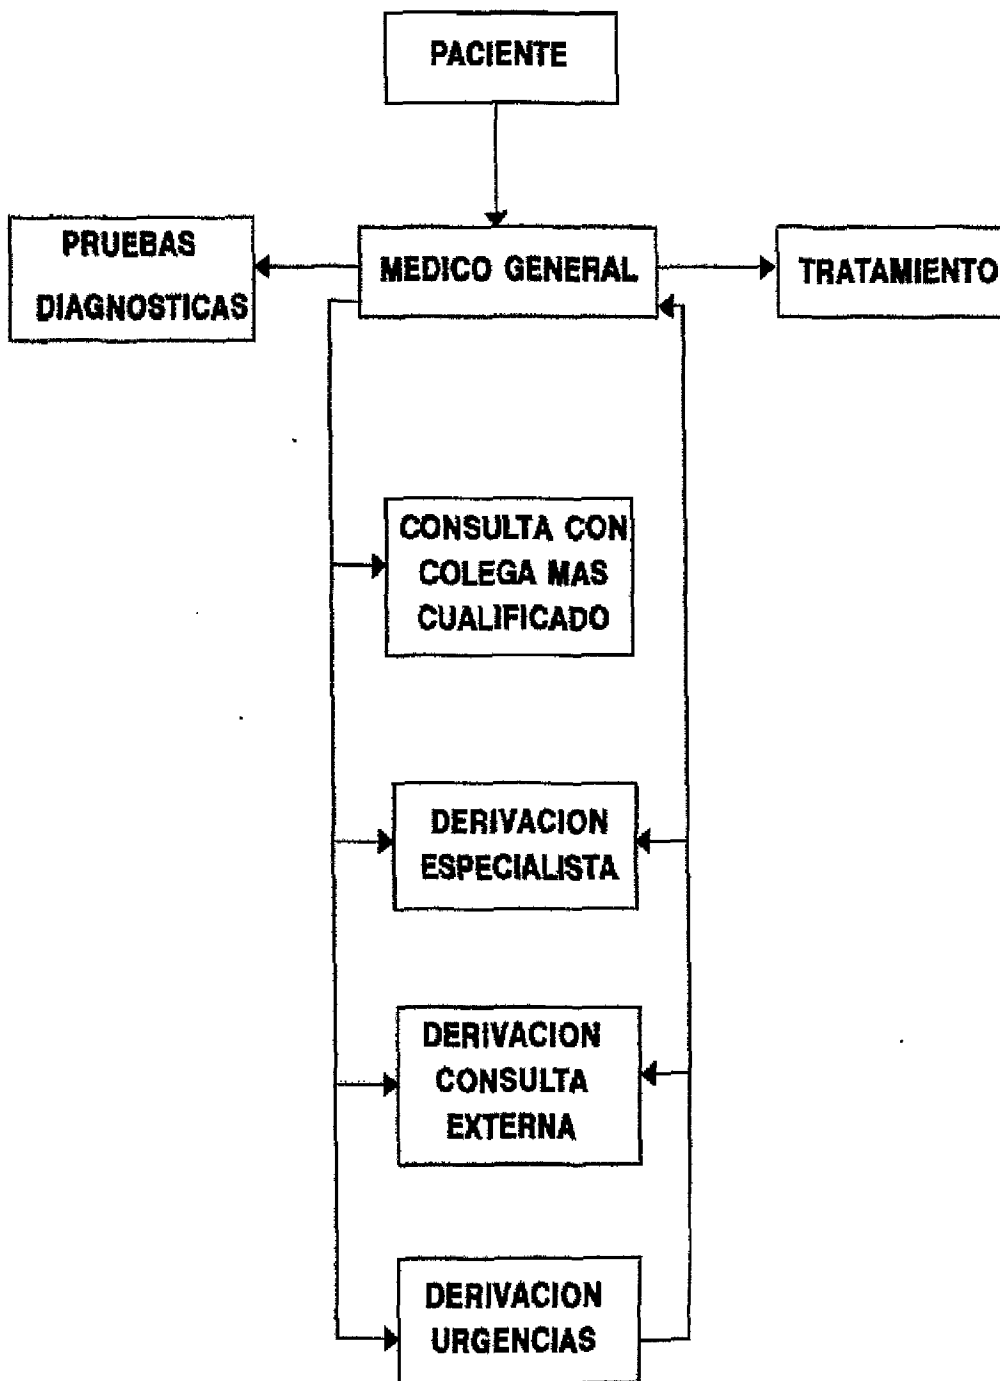 PACIENTE
PRUEBAS
DIAGNOSTICAS
MEDICO GENERAL
TRATAMIENTO
CONSULTA CON
COLEGA MAS
CUALIFICADO
DERIVACION
ESPECIALISTA
DERIVACION
CONSULTA
EXTERNA
DERIVACION
URGENCIAS